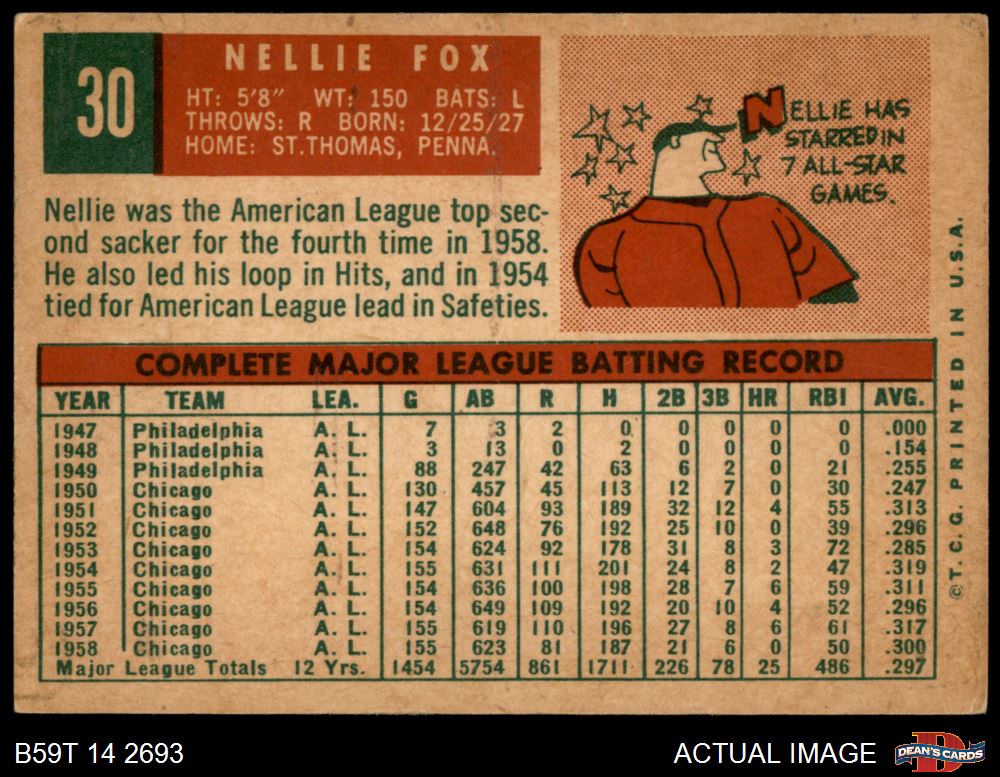 30
NELLIE FOX
HT: 5'8" WT: 150 BATS: L
THROWS: R BORN: 12/25/27
HOME: ST. THOMAS, PENNA.
NELLIE HAS
STARRED IN
7 ALL-STAR
GAMES.
Nellie was the American League top sec-
ond sacker for the fourth time in 1958.
He also led his loop in Hits, and in 1954
tied for American League lead in Safeties.
COMPLETE MAJOR LEAGUE BATTING RECORD
YEAR TEAM LEA. G AB R H 2B 3B HR RBI AVG.
1947 Philadelphia A. L. 7 3 2 0 0 0 0 0 .000
1948 Philadelphia A. L. 3 13 0 2 0 0 0 0 .154
1949 Philadelphia A. L. 88 247 42 63 6 2 0 21 .255
1950 Chicago A. L. 130 457 45 113 12 7 0 30 .247
1951 Chicago A. L. 147 604 93 189 32 12 4 55 .313
1952 Chicago A. L. 152 648 76 192 25 10 0 39 .296
1953 Chicago A. L. 154 624 92 178 31 8 3 72 .285
1954 Chicago A. L. 155 631 111 201 24 8 2 47 .319
1955 Chicago A. L. 154 636 100 198 28 7 6 59 .311
1956 Chicago A. L. 154 649 109 192 20 10 4 52 .296
1957 Chicago A. L. 155 619 110 196 27 8 6 61 .317
1958 Chicago A. L. 155 623 81 187 21 6 0 50 .300
Major League Totals 12 Yrs. 1454 5754 861 1711 226 78 25 486 .297
© T. C. G. PRINTED IN U.S.A.
B59T 14 2693
ACTUAL IMAGE
D
DEAN'S CARDS